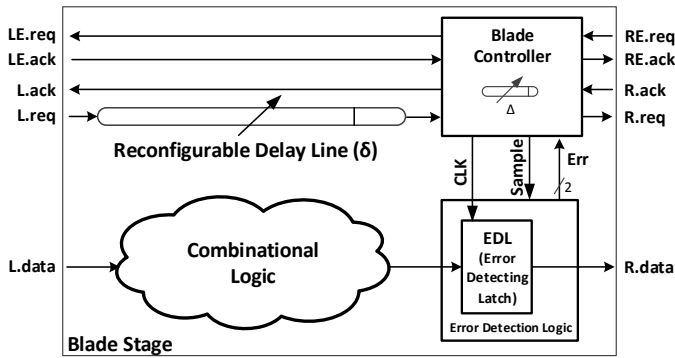 LE.req
Blade
Controller
RE.req
LE.ack
RE.ack
L.ack
Δ
R.ack
L.req
R.req
Reconfigurable Delay Line (δ)
CLK
Sample
Err
2
Combinational
Logic
EDL
(Error
Detecting
Latch)
L.data
R.data
Error Detection Logic
Blade Stage